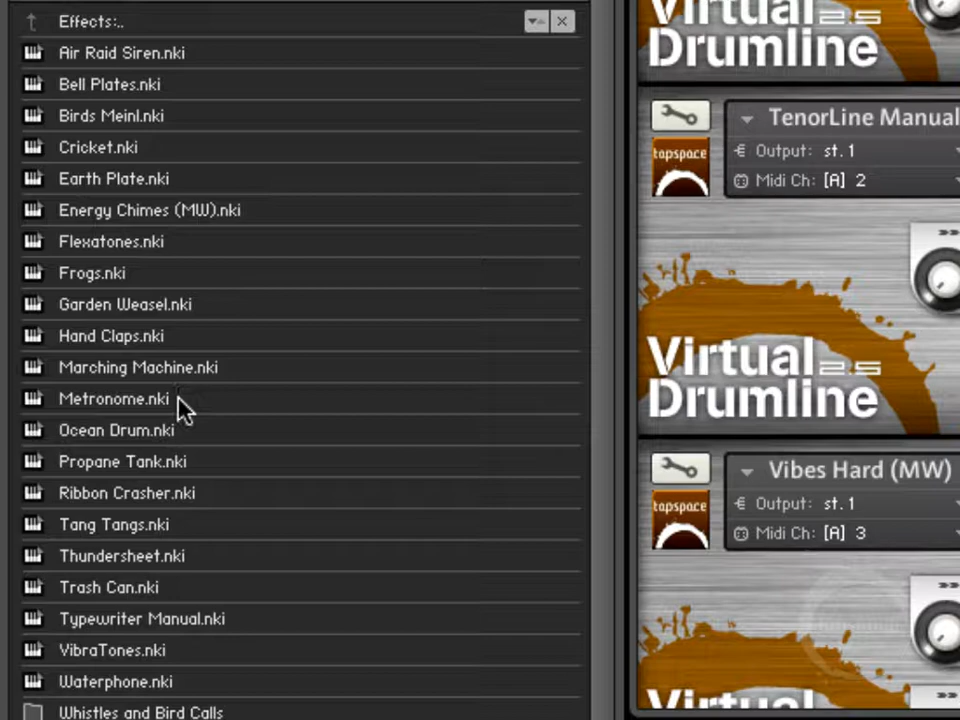 Effects:..
Air Raid Siren.nki
Bell Plates.nki
Birds Meinl.nki
Cricket.nki
Earth Plate.nki
Energy Chimes (MW).nki
Flexatones.nki
Frogs.nki
Garden Weasel.nki
Hand Claps.nki
Marching Machine.nki
Metronome.nki
Ocean Drum.nki
Propane Tank.nki
Ribbon Crasher.nki
Tang Tangs.nki
Thundersheet.nki
Trash Can.nki
Typewriter Manual.nki
VibraTones.nki
Waterphone.nki
Whistles and Bird Calls
Virtual 2.5
Drumline
TenorLine Manual
tapspace
Output: st.1
Midi Ch: [A] 2
Virtual 2.5
Drumline
Vibes Hard (MW)
tapspace
Output: st.1
Midi Ch: [A] 3
Virtual 2.5